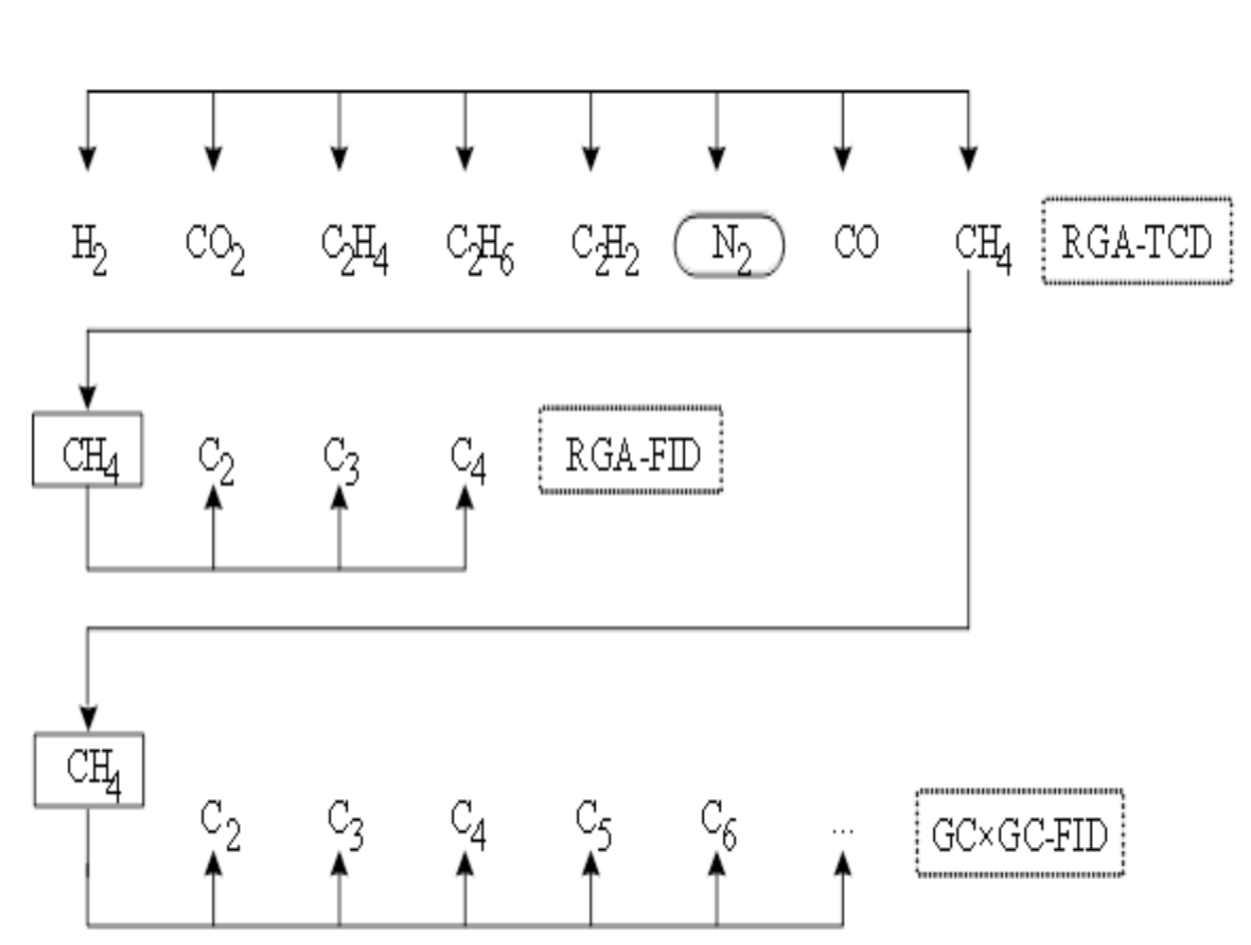 H₂ CO₂ C₂H₄ C₂H₆ C₂H₂ N₂ CO CH₄ RGA-TCD
CH₄ C₂ C₃ C₄ RGA-FID
CH₄
C₂ C₃ C₄ C₅ C₆ ... GC×GC-FID